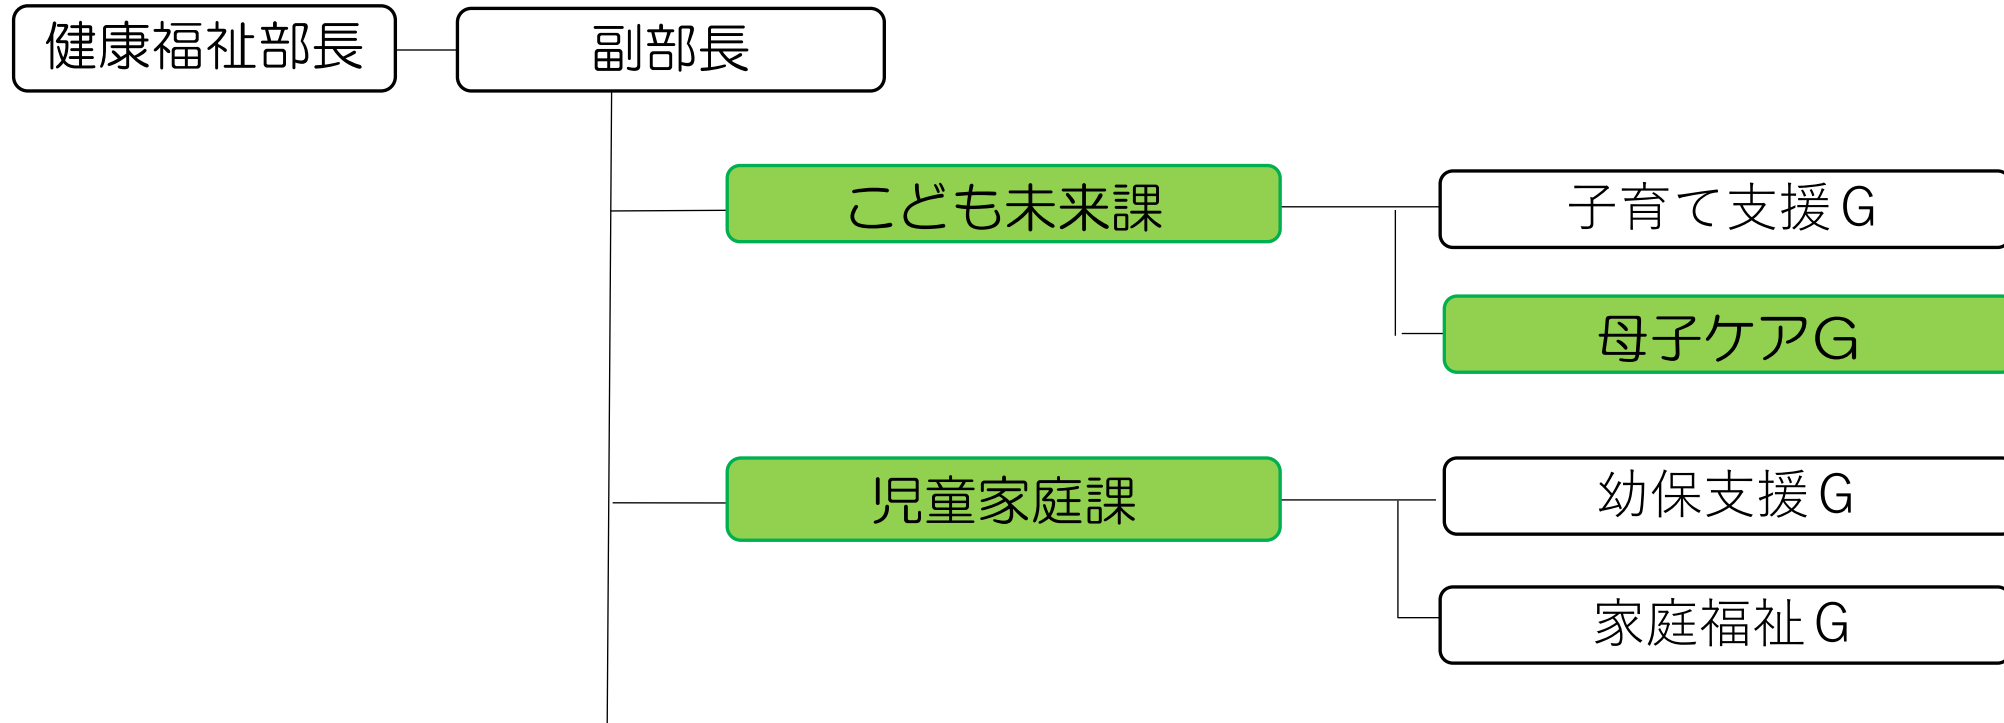 健康福祉部長
副部長
こども未来課
子育て支援G
母子ケアG
児童家庭課
幼保支援G
家庭福祉G